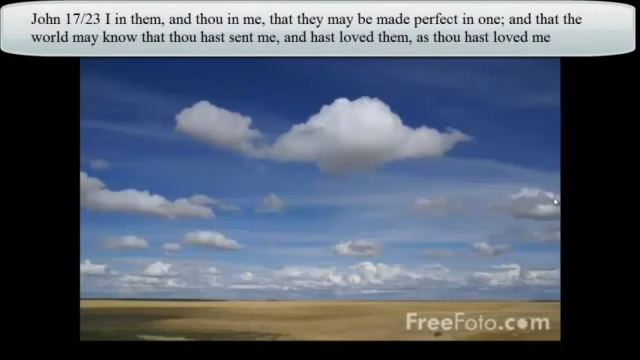 John 17/23 I in them, and thou in me, that they may be made perfect in one; and that the
world may know that thou hast sent me, and hast loved them, as thou hast loved me
FreeFoto.com